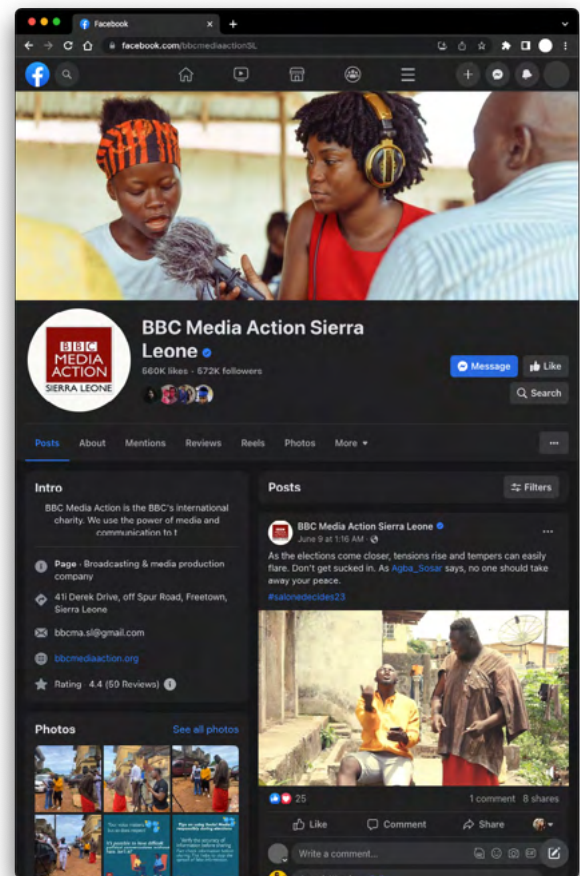 Facebook
facebook.com/bbcmediaactionSL
BBC
MEDIA
ACTION
SIERRA LEONE
BBC Media Action Sierra
Leone
660K likes · 572K followers
Message
Like
Search
Posts
About
Mentions
Reviews
Reels
Photos
More
Intro
BBC Media Action is the BBC's international
charity. We use the power of media and
communication to t
Page · Broadcasting & media production
company
41i Derek Drive, off Spur Road, Freetown,
Sierra Leone
bbcma.sl@gmail.com
bbcmediaaction.org
Rating · 4.4 (59 Reviews)
Photos
See all photos
Posts
Filters
BBC Media Action Sierra Leone
June 9 at 1:16 AM ·
As the elections come closer, tensions rise and tempers can easily
flare. Don't get sucked in. As Agba_Sosar says, no one should take
away your peace.
#salonedecides23
25
1 comment 8 shares
Like
Comment
Share
Write a comment...